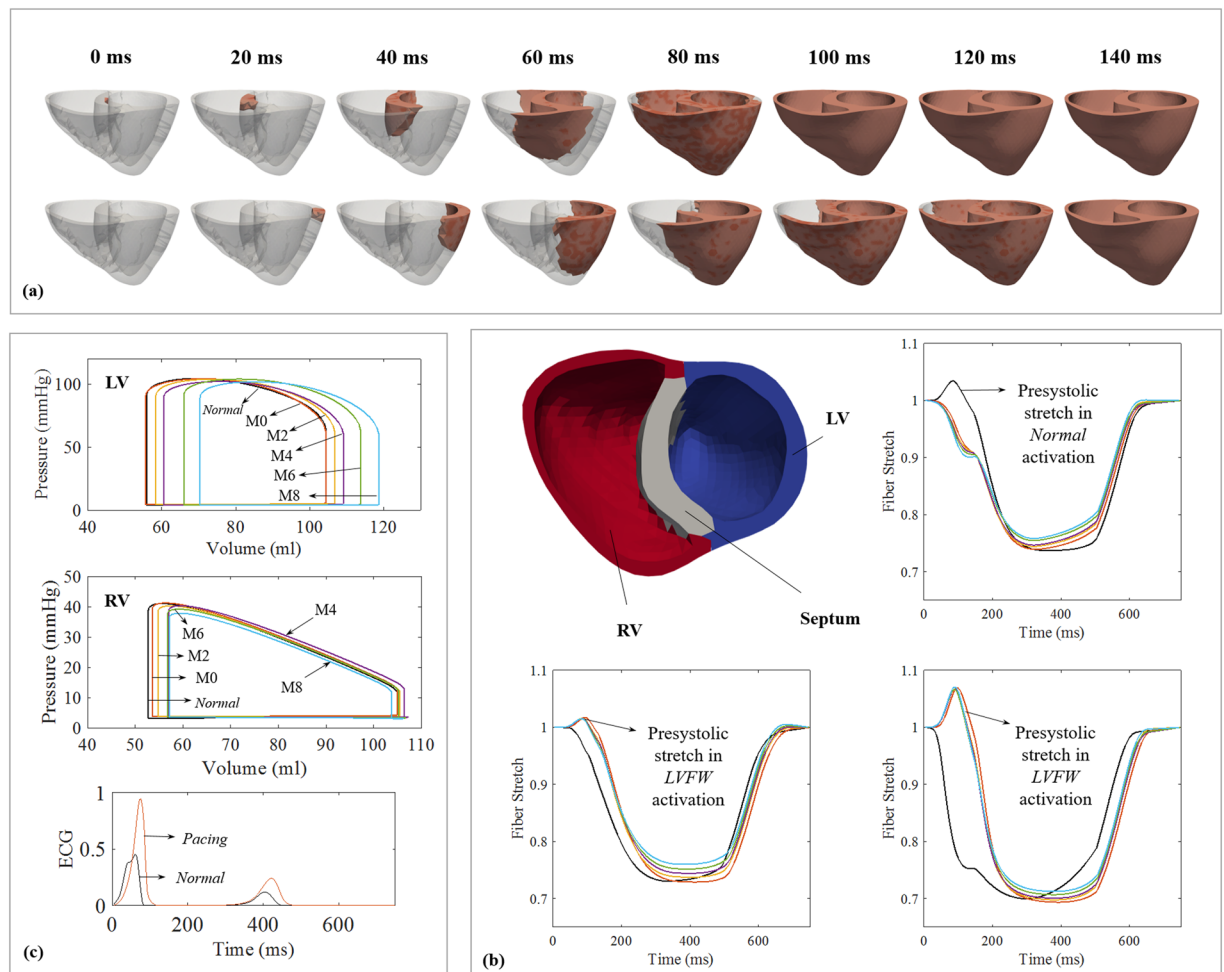 0 ms 20 ms 40 ms 60 ms 80 ms 100 ms 120 ms 140 ms
(a)
LV
Pressure (mmHg)
100
50
0
Normal
M0
M2
M4
M6
M8
40 60 80 100 120
Volume (ml)
RV
Pressure (mmHg)
50
40
30
20
10
0
M4
M6
M2
M0
Normal
M8
40 50 60 70 80 90 100 110
Volume (ml)
ECG
1
0.5
0
Pacing
Normal
0 200 400 600
Time (ms)
(c)
LV
RV
Septum
1.1
1
0.9
0.8
0.7
Fiber Stretch
Presystolic
stretch in
Normal
activation
0 200 400 600
Time (ms)
1.1
1
0.9
0.8
0.7
Fiber Stretch
Presystolic
stretch in
LVFW
activation
0 200 400 600
Time (ms)
1.1
1
0.9
0.8
0.7
Fiber Stretch
Presystolic
stretch in
LVFW
activation
0 200 400 600
Time (ms)
(b)